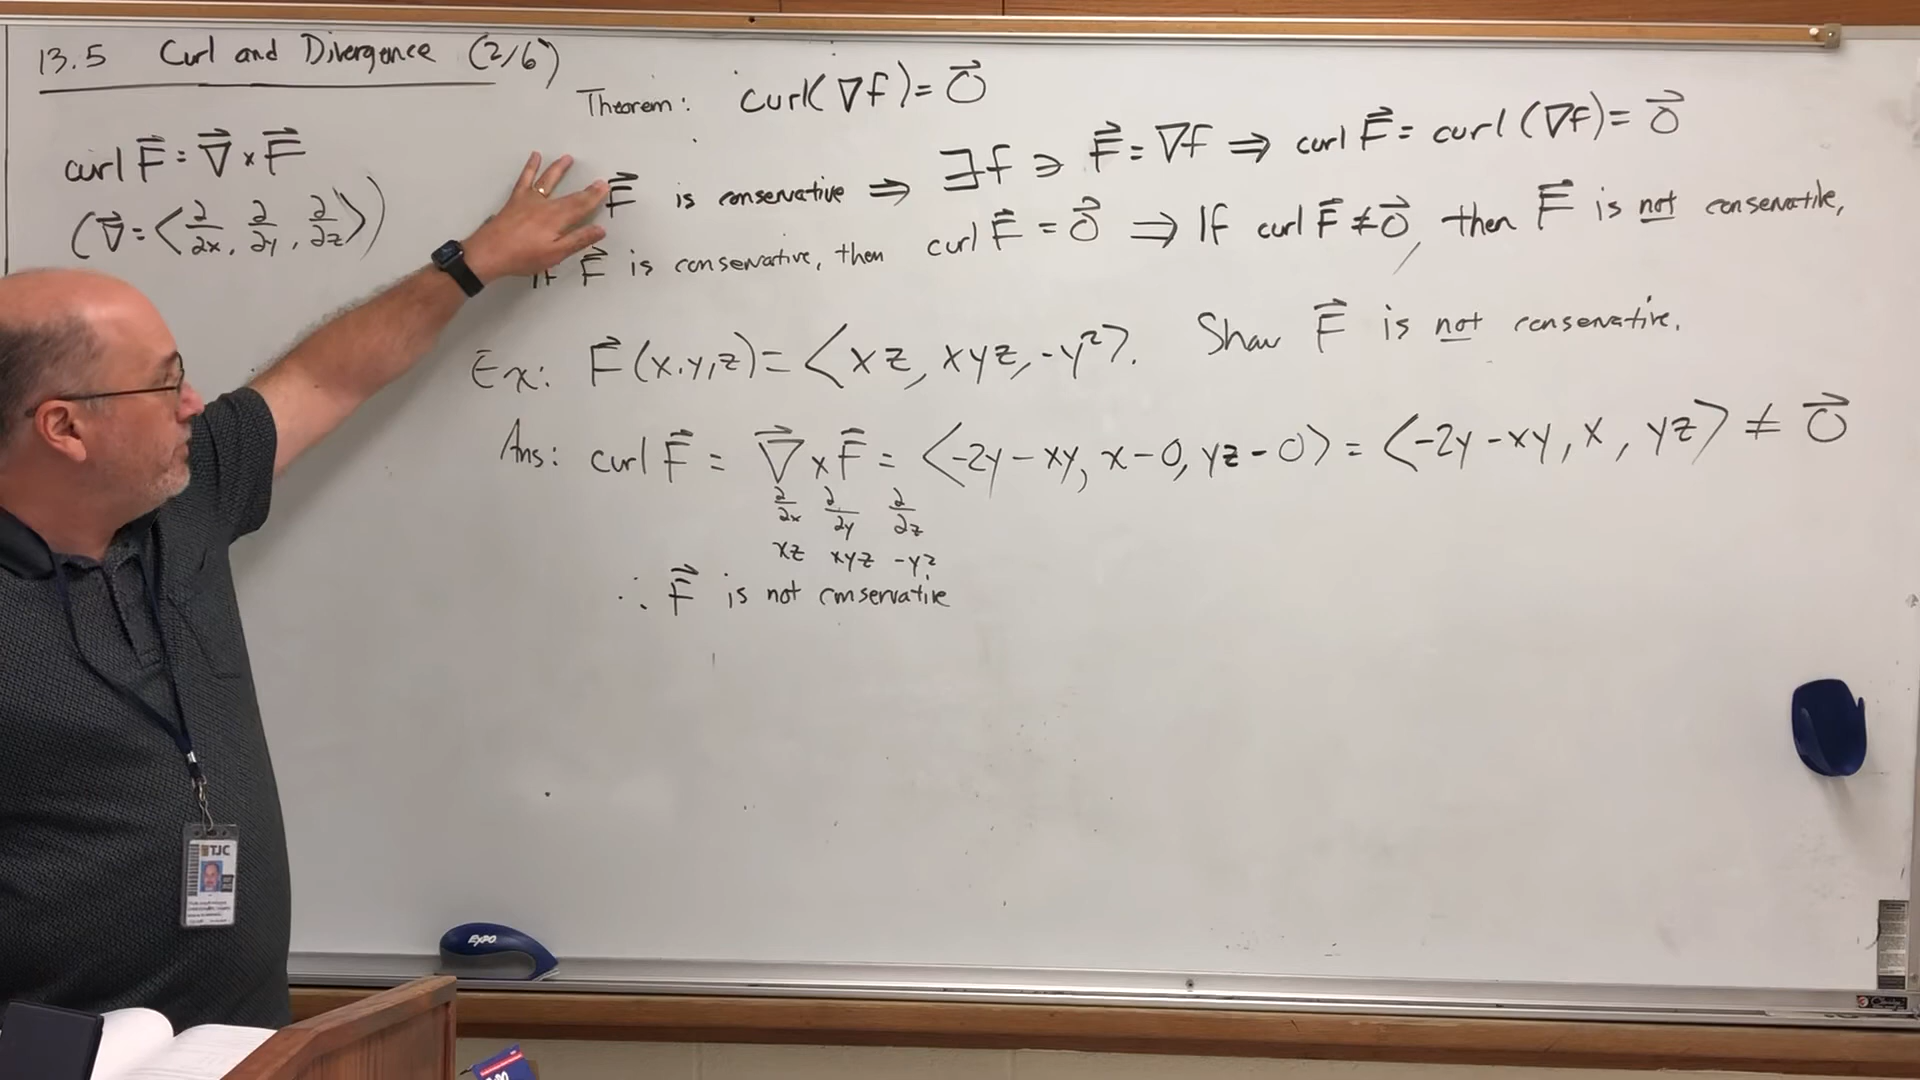 13.5 Curl and Divergence (2/6)
curl F⃗ = ∇⃗ × F⃗
(∇⃗ = ⟨∂/∂x, ∂/∂y, ∂/∂z⟩)
Theorem: curl(∇f) = 0⃗
F⃗ is conservative ⇒ ∃f ∋ F⃗ = ∇f ⇒ curl F⃗ = curl (∇f) = 0⃗
If F⃗ is conservative, then curl F⃗ = 0⃗ ⇒ If curl F⃗ ≠ 0⃗, then F⃗ is not conservative,
Ex: F⃗(x,y,z) = ⟨xz, xyz, -y²⟩. Show F⃗ is not conservative.
Ans: curl F⃗ = ∇⃗ × F⃗ = ⟨-2y-xy, x-0, yz-0⟩ = ⟨-2y-xy, x, yz⟩ ≠ 0⃗
∂/∂x ∂/∂y ∂/∂z
xz xyz -y²
∴ F⃗ is not conservative
TJC
EXPO